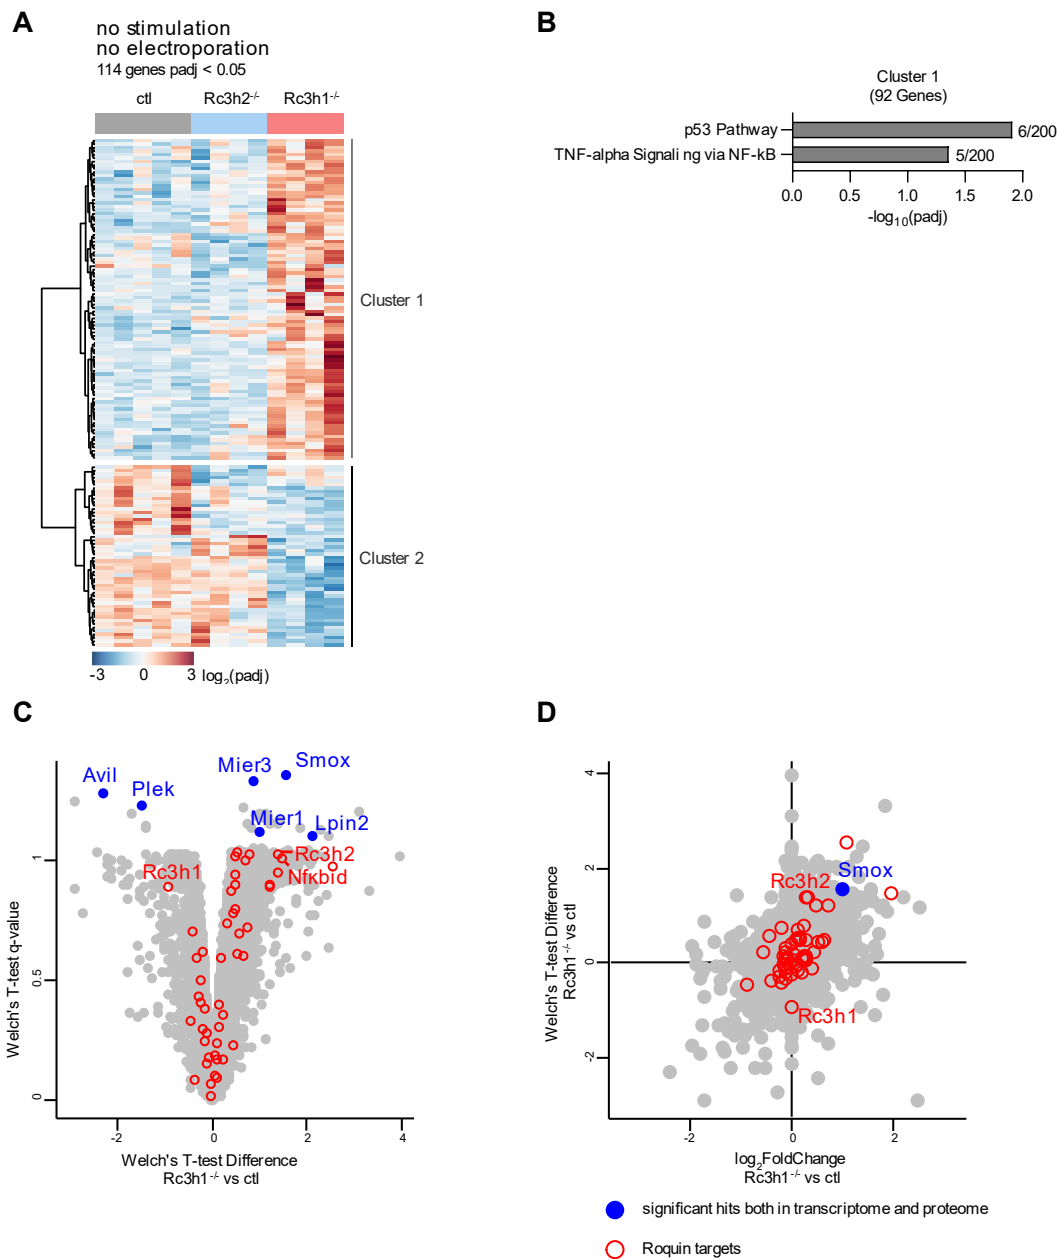 A
no stimulation
no electroporation
114 genes padj < 0.05
ctl
Rc3h2-/-
Rc3h1-/-
Cluster 1
Cluster 2
-3
0
3
log2(padj)
B
Cluster 1
(92 Genes)
p53 Pathway
6/200
TNF-alpha Signaling via NF-kB
5/200
0.0
0.5
1.0
1.5
2.0
-log10(padj)
C
Avil
Plek
Mier3
Smox
Mier1
Lpin2
Rc3h2
Rc3h1
Nfκbid
Welch's T-test q-value
1
0.5
0
-2
0
2
4
Welch's T-test Difference
Rc3h1-/- vs ctl
D
Smox
Rc3h2
Rc3h1
Welch's T-test Difference
Rc3h1-/- vs ctl
4
2
0
-2
-2
0
2
log2FoldChange
Rc3h1-/- vs ctl
significant hits both in transcriptome and proteome
Roquin targets